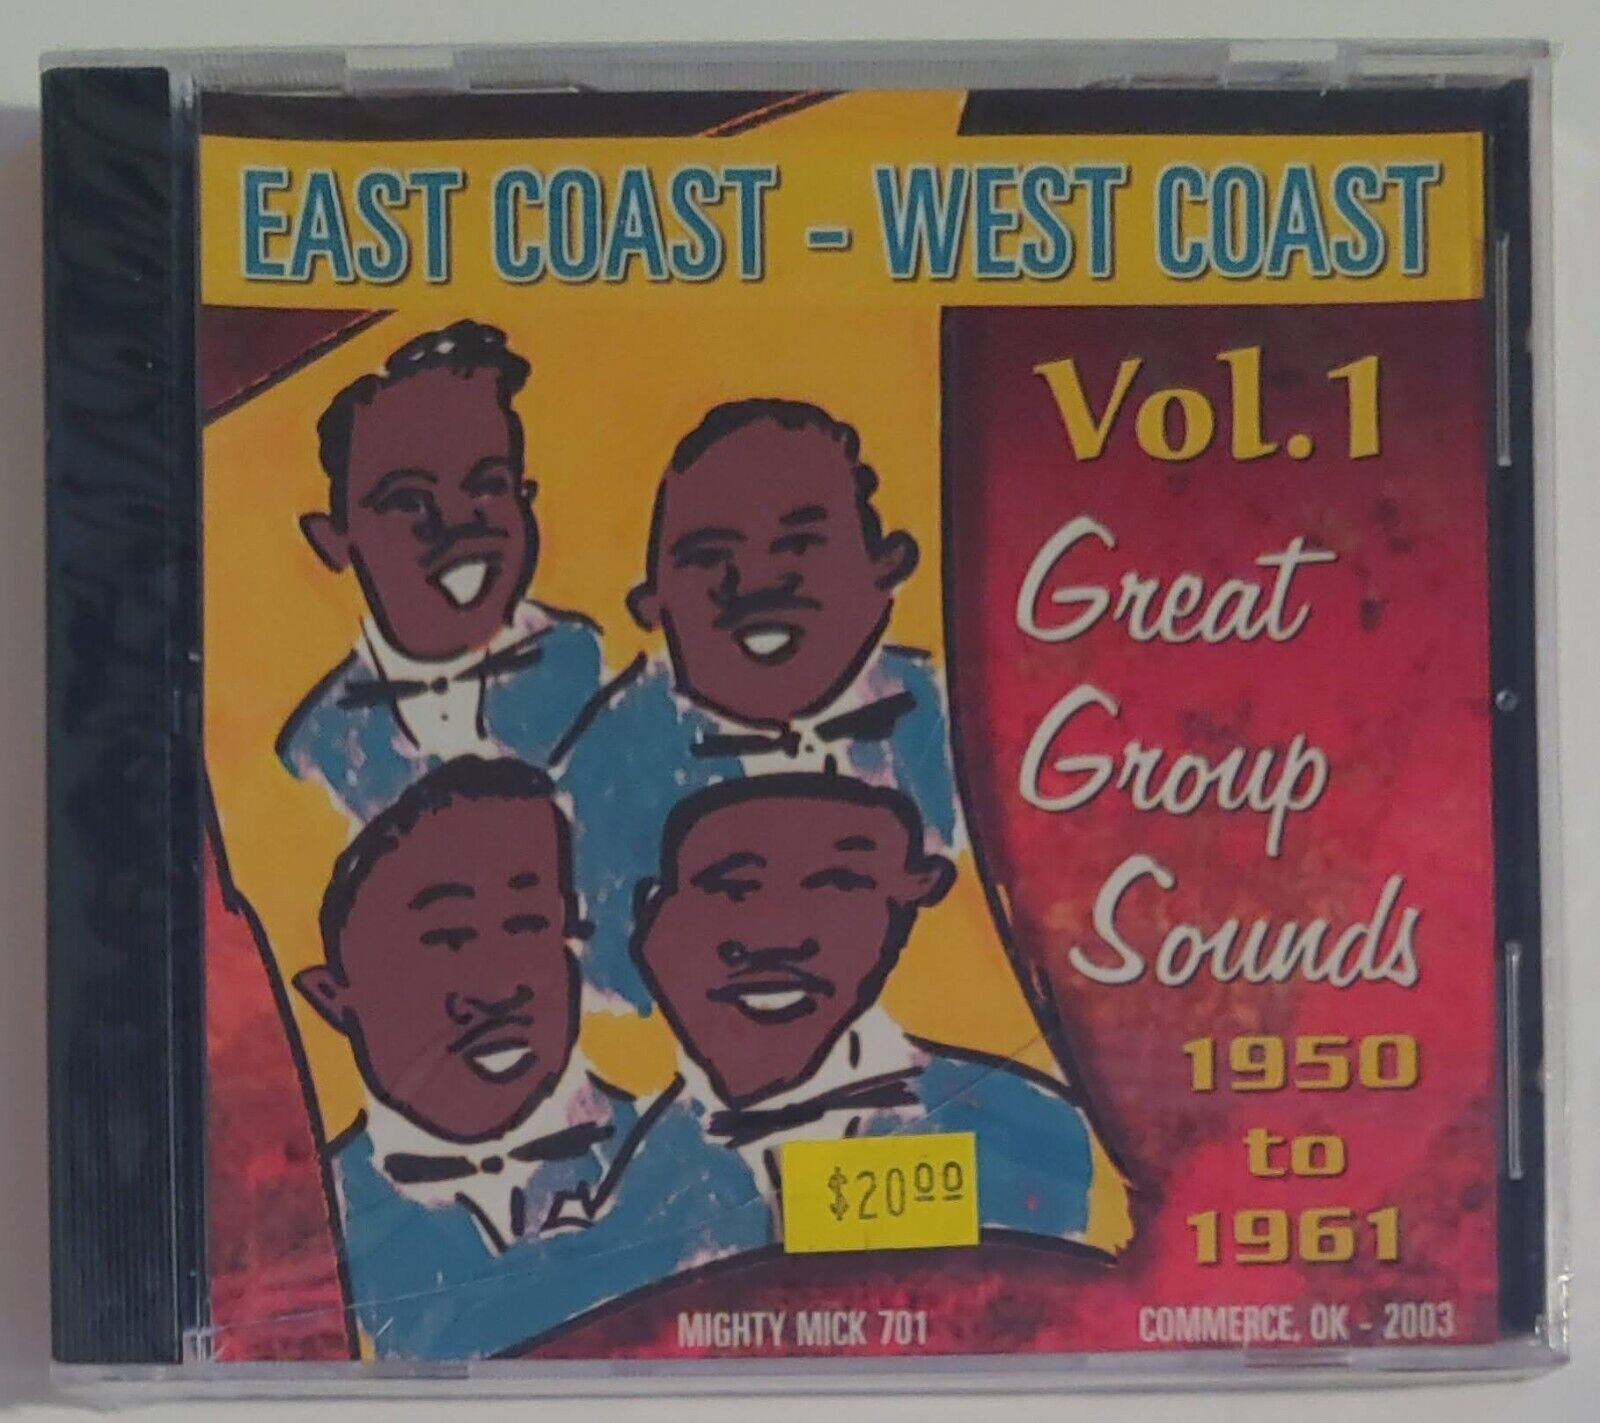 EAST COAST - WEST COAST
Vol. 1
Great
Group
Sounds
1950
to
1961
$20.00
MIGHTY MICK 701
COMMERCE, OK - 2003